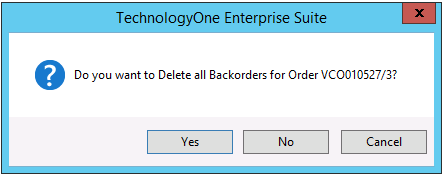 TechnologyOne Enterprise Suite
x
?
Do you want to Delete all Backorders for Order VCO010527/3?
Yes
No
Cancel